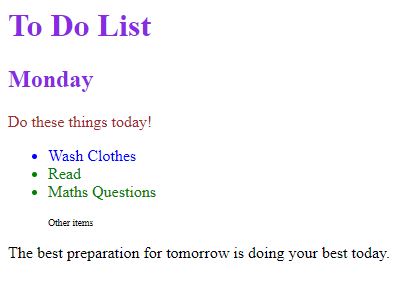 To Do List
Monday
Do these things today!
Wash Clothes
Read
Maths Questions
Other items
The best preparation for tomorrow is doing your best today.